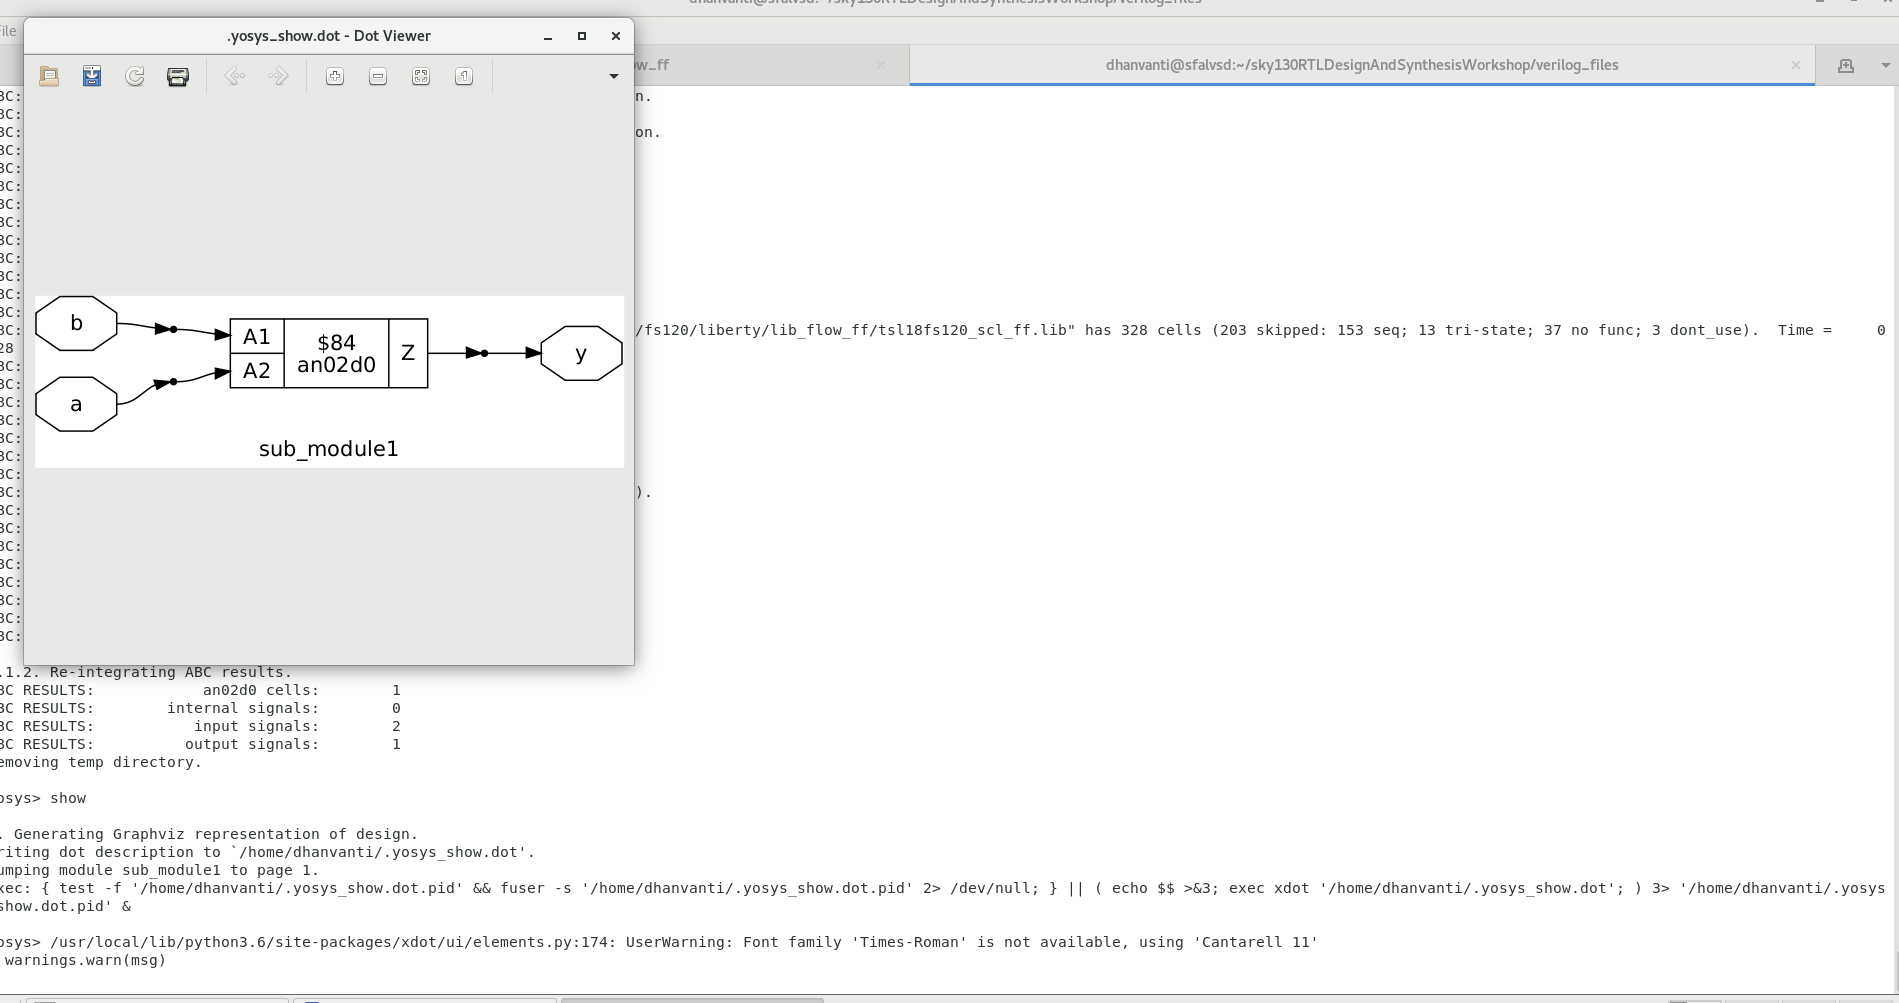 dhanvanti@sfalvsd:~/sky130RTLDesignAndSynthesisWorkshop/verilog_files
File
.yosys_show.dot - Dot Viewer
w_ff
dhanvanti@sfalvsd:~/sky130RTLDesignAndSynthesisWorkshop/verilog_files
BC:
n.
BC:
BC:
on.
BC:
BC:
BC:
BC:
BC:
BC:
BC:
BC:
BC:
BC:
BC:
/fs120/liberty/lib_flow_ff/tsl18fs120_scl_ff.lib" has 328 cells (203 skipped: 153 seq; 13 tri-state; 37 no func; 3 dont_use).  Time =     0
28
BC:
BC:
BC:
BC:
BC:
BC:
BC:
BC:
).
BC:
BC:
BC:
BC:
BC:
BC:
BC:
BC:
b
a
A1
A2
$84
an02d0
Z
y
sub_module1
.1.2. Re-integrating ABC results.
BC RESULTS:            an02d0 cells:        1
BC RESULTS:        internal signals:        0
BC RESULTS:           input signals:        2
BC RESULTS:          output signals:        1
emoving temp directory.
osys> show
. Generating Graphviz representation of design.
riting dot description to `/home/dhanvanti/.yosys_show.dot'.
umping module sub_module1 to page 1.
xec: { test -f '/home/dhanvanti/.yosys_show.dot.pid' && fuser -s '/home/dhanvanti/.yosys_show.dot.pid' 2> /dev/null; } || ( echo $$ >&3; exec xdot '/home/dhanvanti/.yosys_show.dot'; ) 3> '/home/dhanvanti/.yosys
show.dot.pid' &
osys> /usr/local/lib/python3.6/site-packages/xdot/ui/elements.py:174: UserWarning: Font family 'Times-Roman' is not available, using 'Cantarell 11'
warnings.warn(msg)